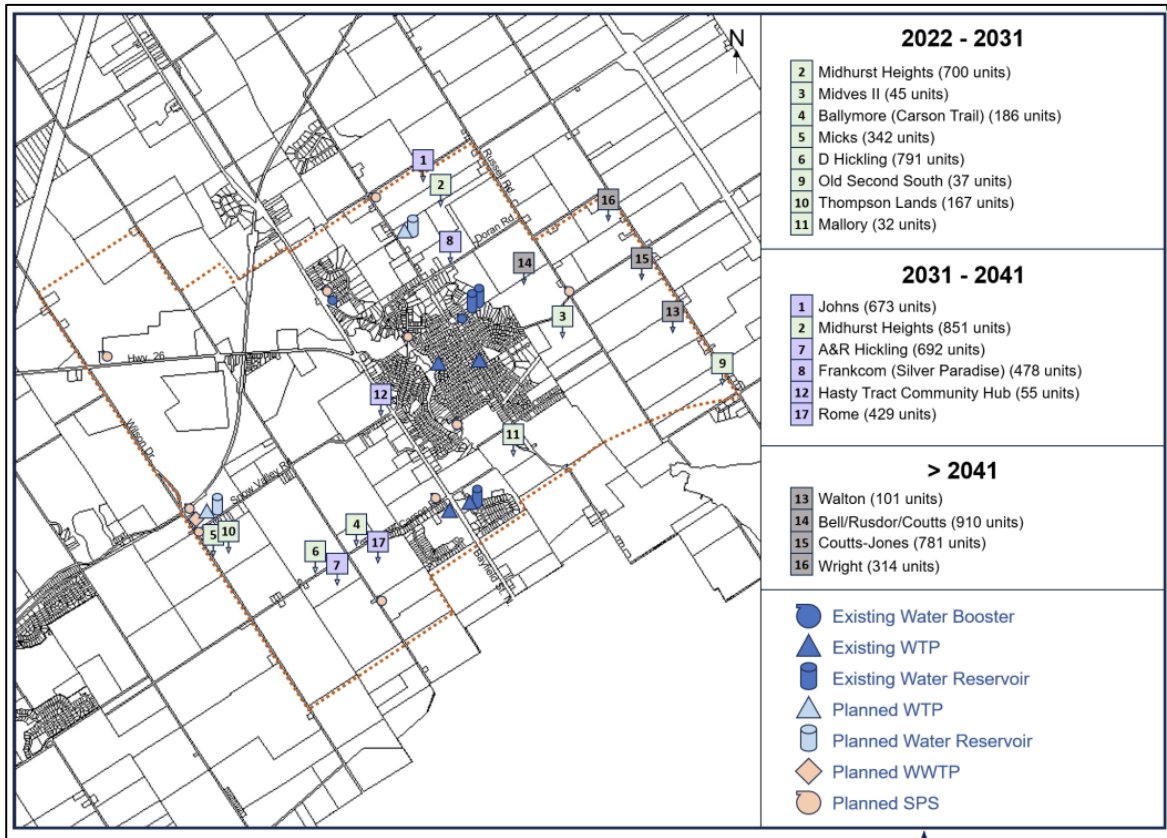 N
1
2
Russell Rd
16
Doran Rd
8
14
15
3
13
Hwy. 26
9
12
Wilson Dr.
11
Snow Valley Rd
5
10
4
6
17
7
Bayfield St. N
2022 - 2031
2 Midhurst Heights (700 units)
3 Midves II (45 units)
4 Ballymore (Carson Trail) (186 units)
5 Micks (342 units)
6 D Hickling (791 units)
9 Old Second South (37 units)
10 Thompson Lands (167 units)
11 Mallory (32 units)
2031 - 2041
1 Johns (673 units)
2 Midhurst Heights (851 units)
7 A&R Hickling (692 units)
8 Frankcom (Silver Paradise) (478 units)
12 Hasty Tract Community Hub (55 units)
17 Rome (429 units)
> 2041
13 Walton (101 units)
14 Bell/Rusdor/Coutts (910 units)
15 Coutts-Jones (781 units)
16 Wright (314 units)
Existing Water Booster
Existing WTP
Existing Water Reservoir
Planned WTP
Planned Water Reservoir
Planned WWTP
Planned SPS